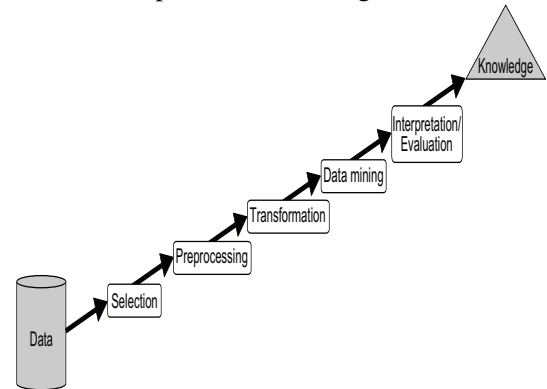 Knowledge
Interpretation/
Evaluation
Data mining
Transformation
Preprocessing
Selection
Data